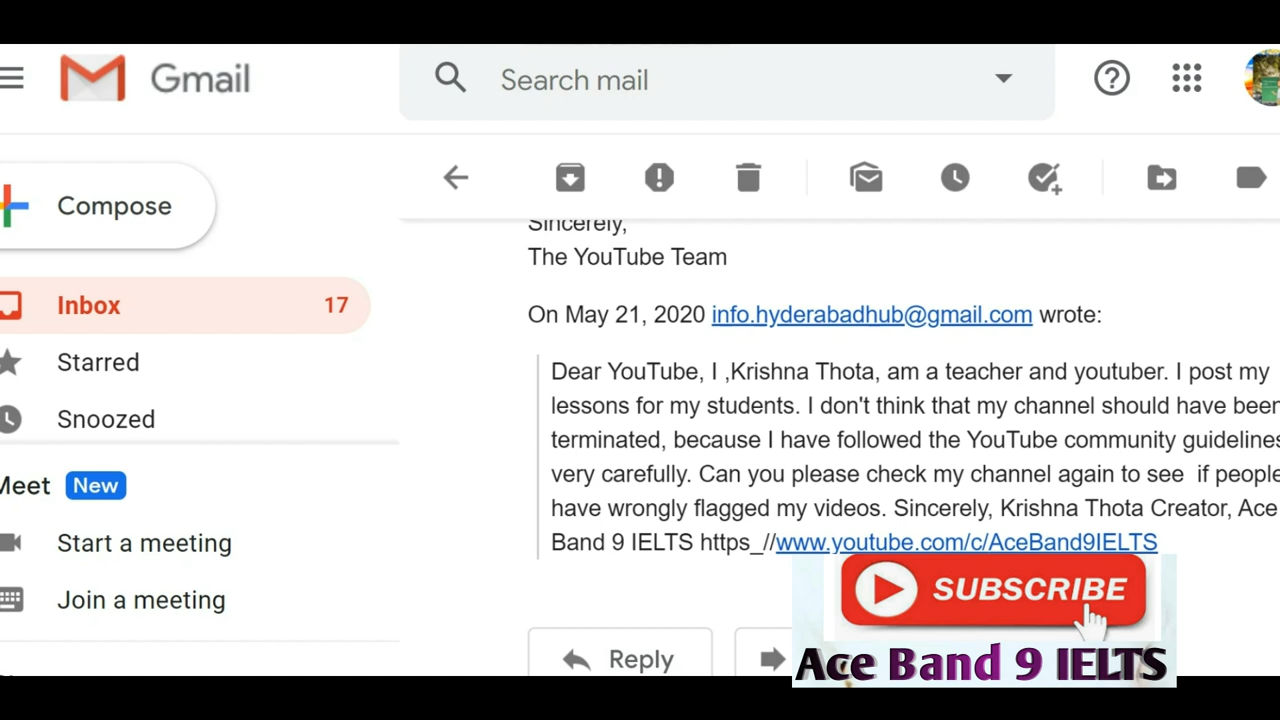 Gmail
Search mail
Compose
Inbox 17
Starred
Snoozed
Meet New
Start a meeting
Join a meeting
Sincerely,
The YouTube Team
On May 21, 2020 info.hyderabadhub@gmail.com wrote:
Dear YouTube, I ,Krishna Thota, am a teacher and youtuber. I post my
lessons for my students. I don't think that my channel should have been
terminated, because I have followed the YouTube community guidelines
very carefully. Can you please check my channel again to see if people
have wrongly flagged my videos. Sincerely, Krishna Thota Creator, Ace
Band 9 IELTS https_//www.youtube.com/c/AceBand9IELTS
SUBSCRIBE
Reply
Ace Band 9 IELTS